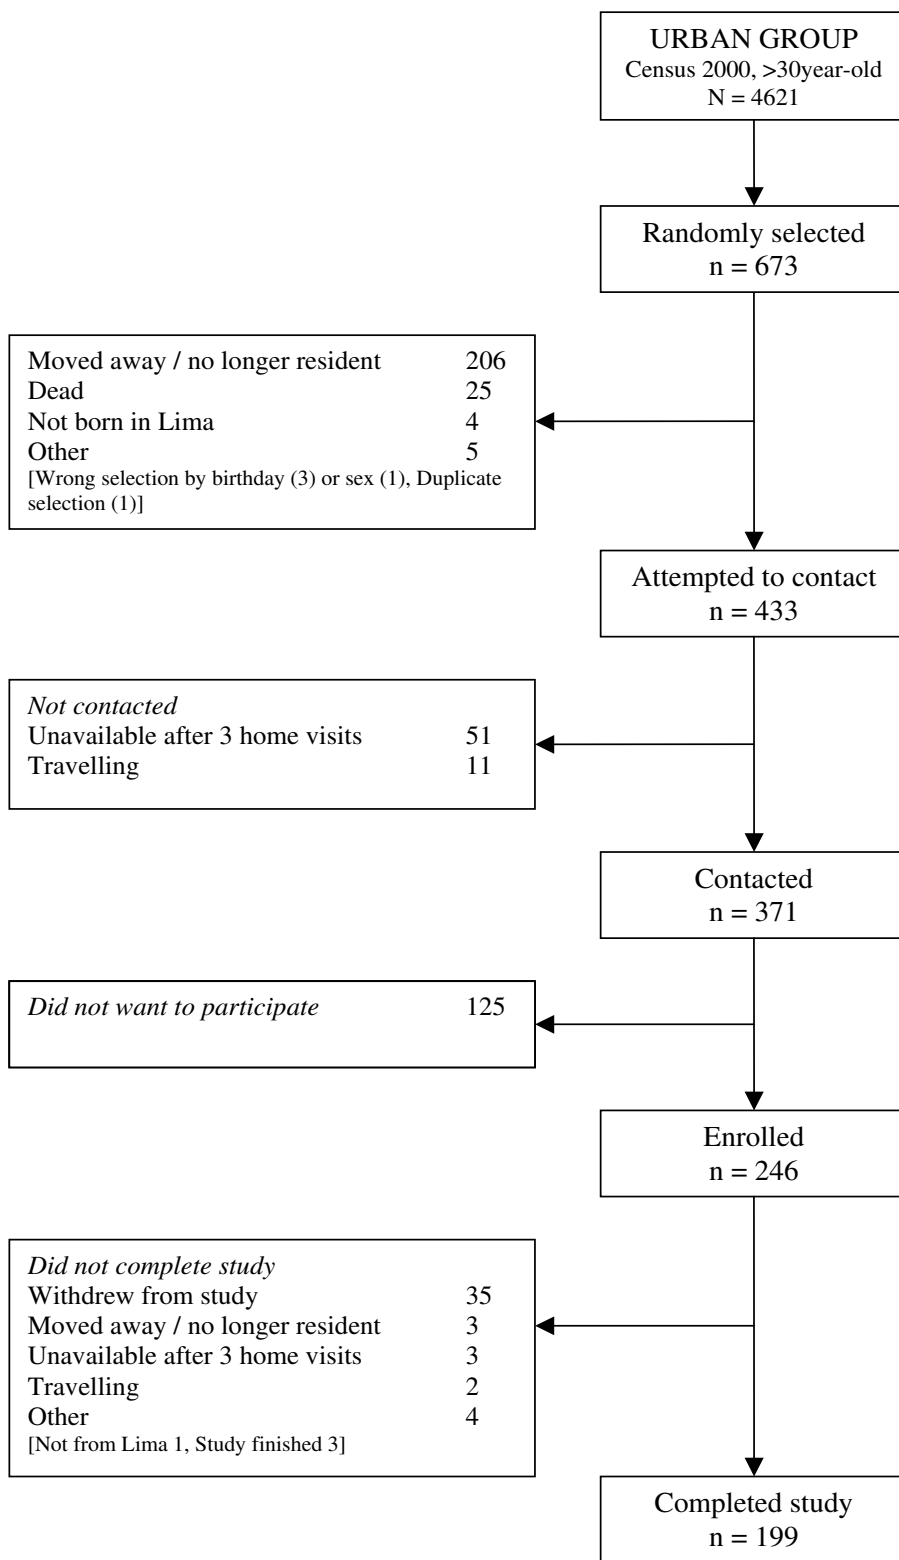 URBAN GROUP
Census 2000, >30year-old
N = 4621
Randomly selected
n = 673
Moved away / no longer resident 206
Dead 25
Not born in Lima 4
Other 5
[Wrong selection by birthday (3) or sex (1), Duplicate
selection (1)]
Attempted to contact
n = 433
Not contacted
Unavailable after 3 home visits 51
Travelling 11
Contacted
n = 371
Did not want to participate 125
Enrolled
n = 246
Did not complete study
Withdrew from study 35
Moved away / no longer resident 3
Unavailable after 3 home visits 3
Travelling 2
Other 4
[Not from Lima 1, Study finished 3]
Completed study
n = 199